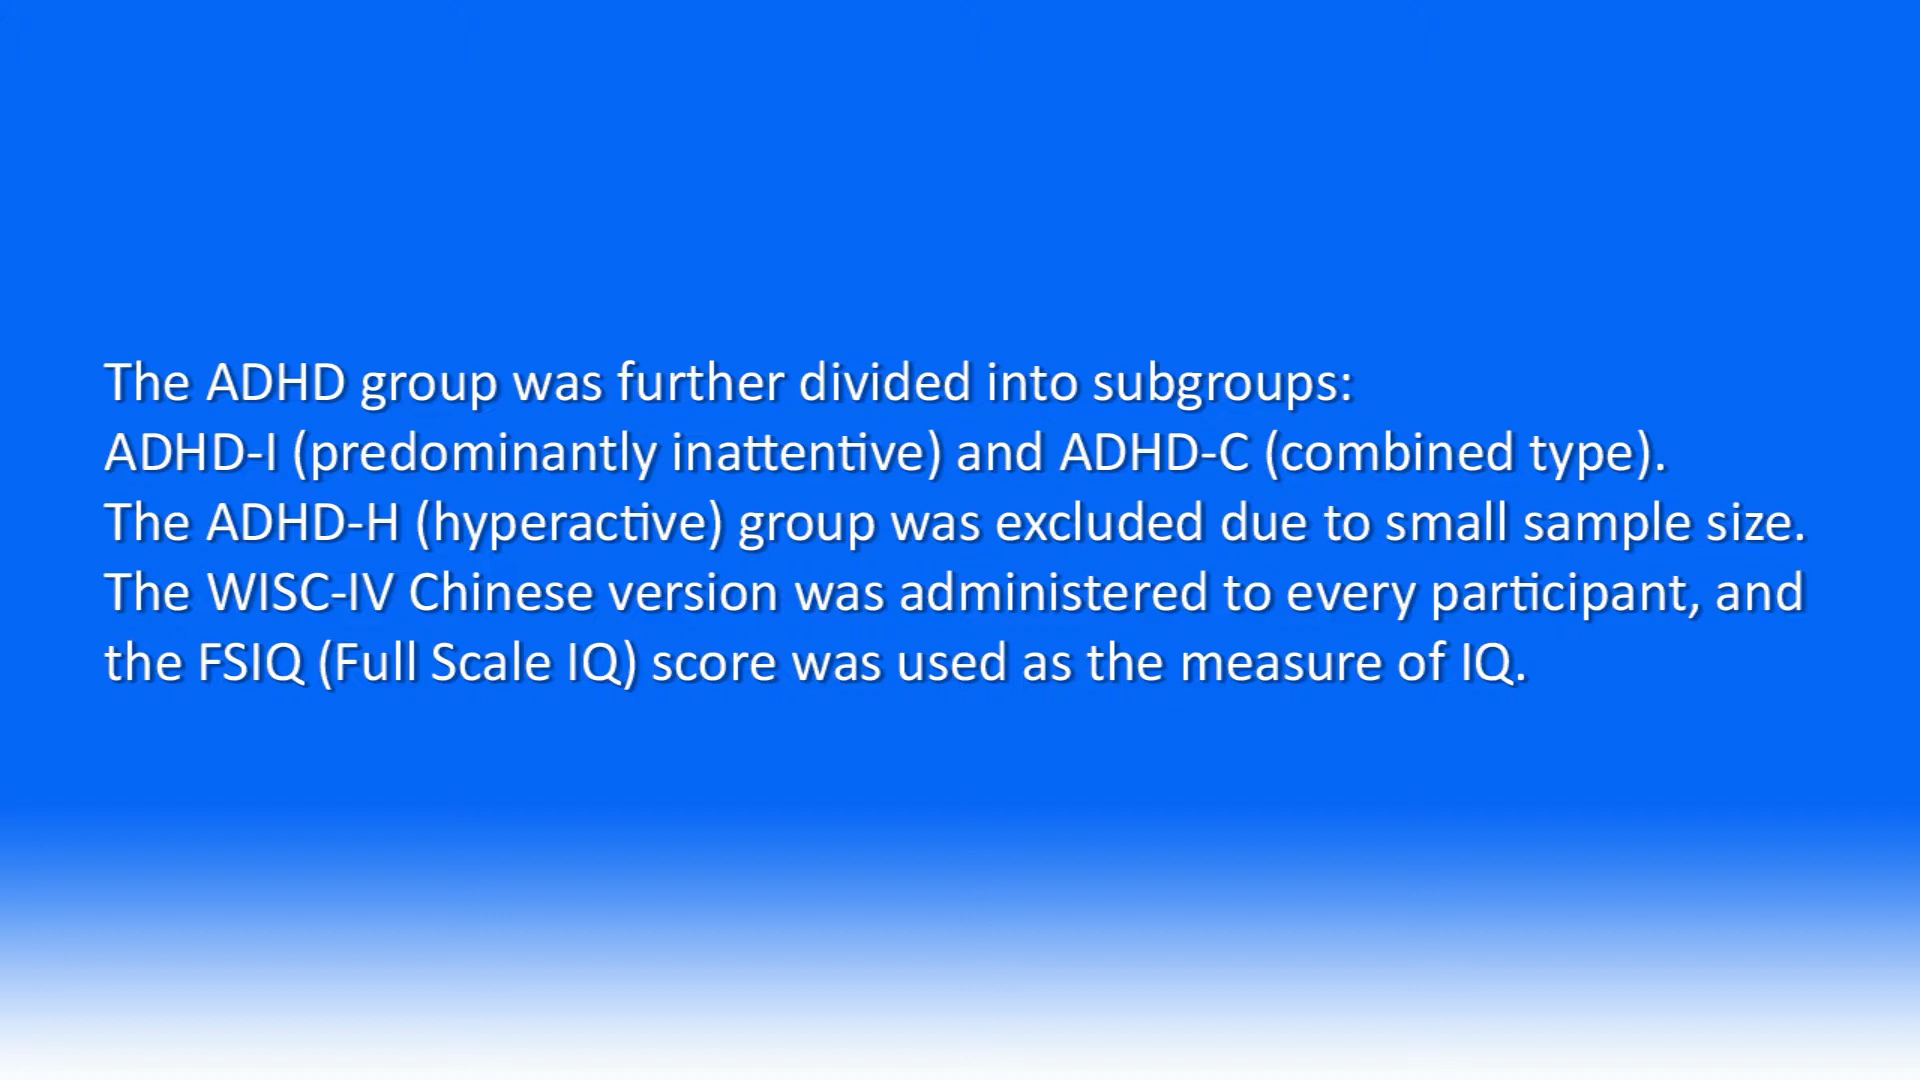 The ADHD group was further divided into subgroups:
ADHD-I (predominantly inattentive) and ADHD-C (combined type).
The ADHD-H (hyperactive) group was excluded due to small sample size.
The WISC-IV Chinese version was administered to every participant, and
the FSIQ (Full Scale IQ) score was used as the measure of IQ.